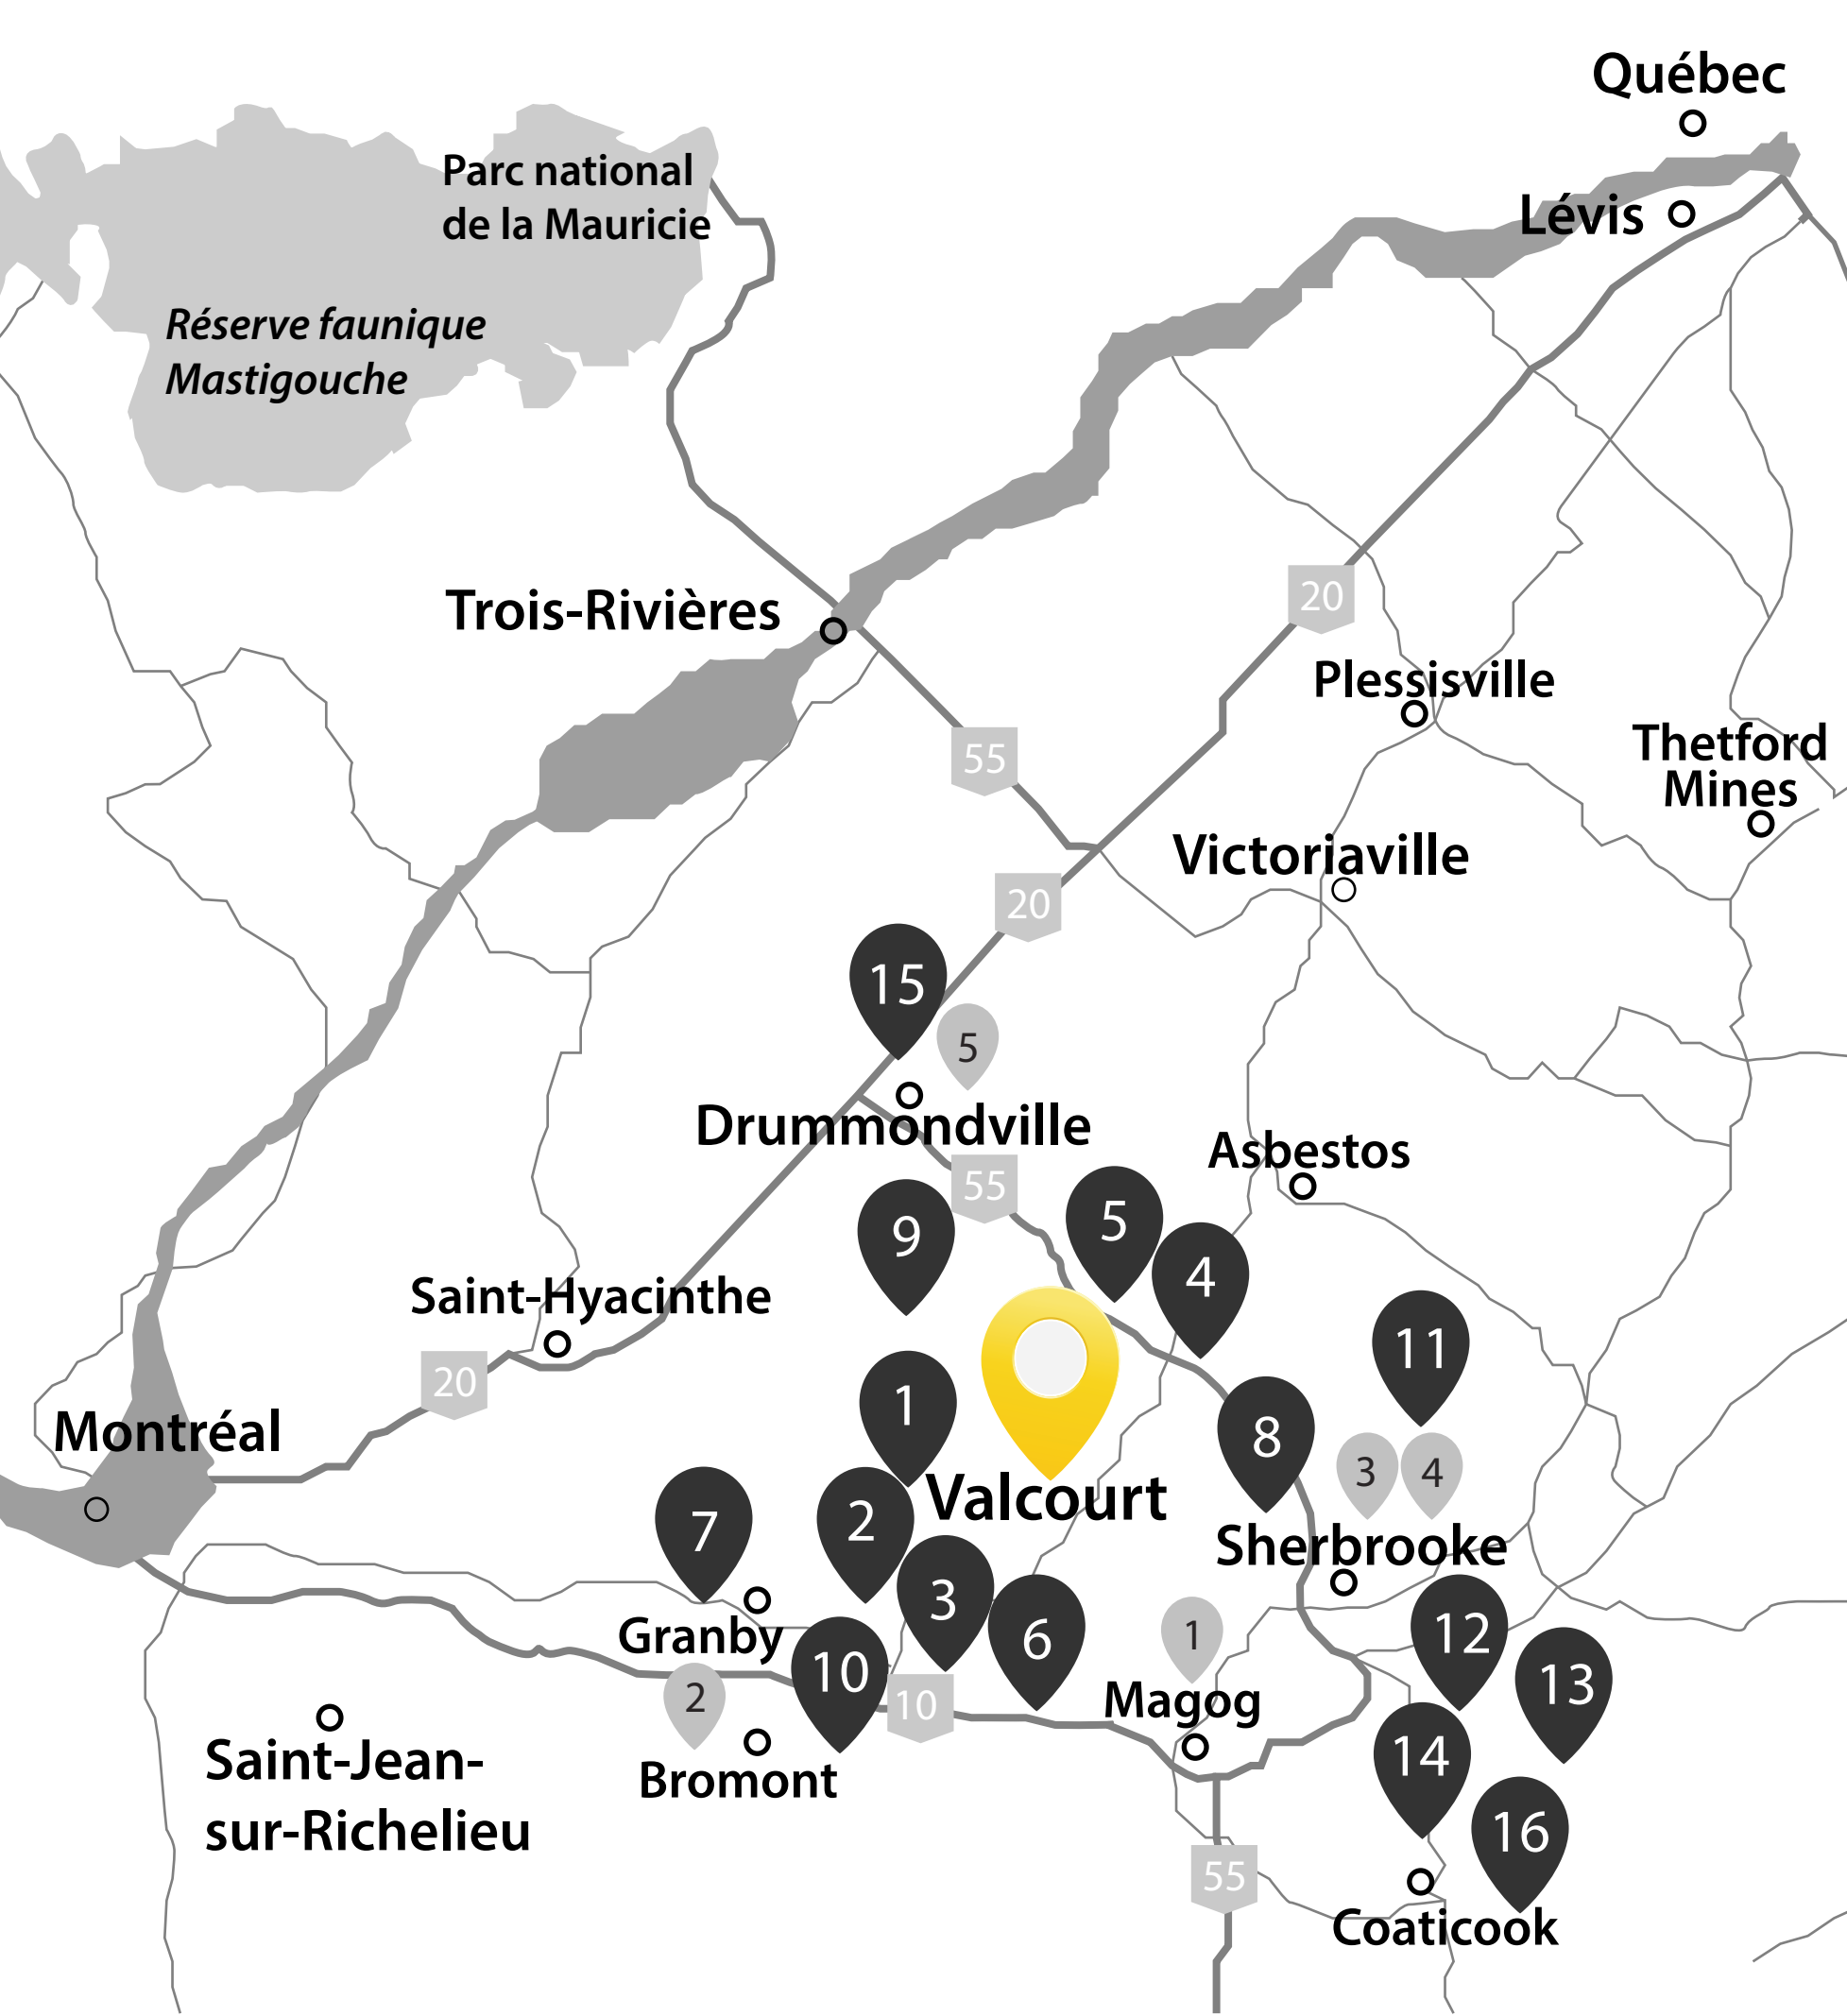 Québec
Parc national
de la Mauricie
Lévis
Réserve faunique
Mastigouche
20
Trois-Rivières
Plessisville
55
Thetford
Mines
Victoriaville
20
15
5
Drummondville
Asbestos
55
5
9
4
Saint-Hyacinthe
11
20
1
Montréal
8
3
4
Valcourt
2
7
Sherbrooke
3
Granby
6
1
12
10
13
2
10
Magog
14
Saint-Jean-
sur-Richelieu
Bromont
16
55
Coaticook